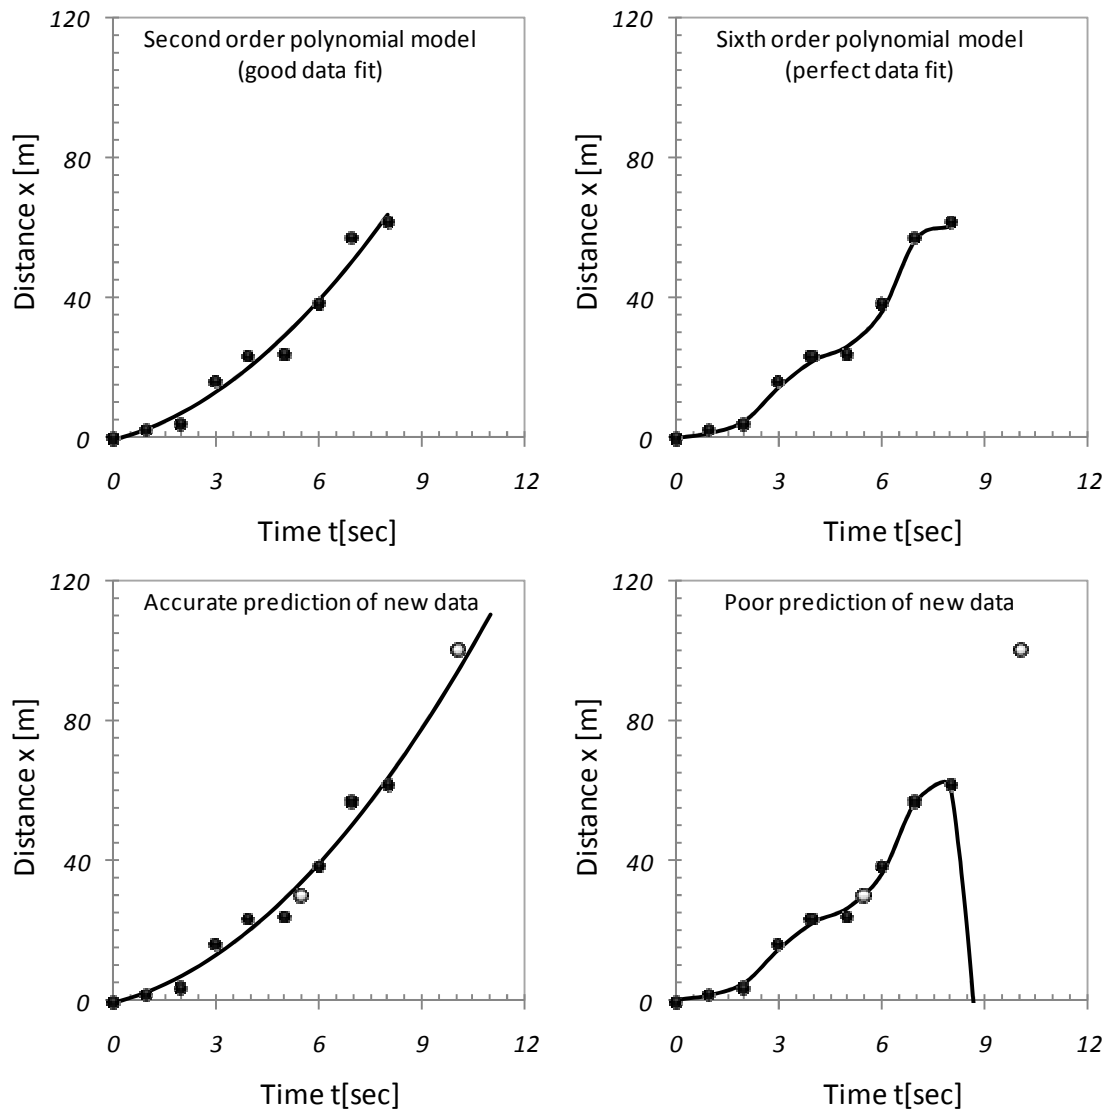 120
80
40
0
Distance x [m]
Second order polynomial model
(good data fit)
0 3 6 9 12
Time t[sec]
120
80
40
0
Distance x [m]
Sixth order polynomial model
(perfect data fit)
0 3 6 9 12
Time t[sec]
120
80
40
0
Distance x [m]
Accurate prediction of new data
0 3 6 9 12
Time t[sec]
120
80
40
0
Distance x [m]
Poor prediction of new data
0 3 6 9 12
Time t[sec]